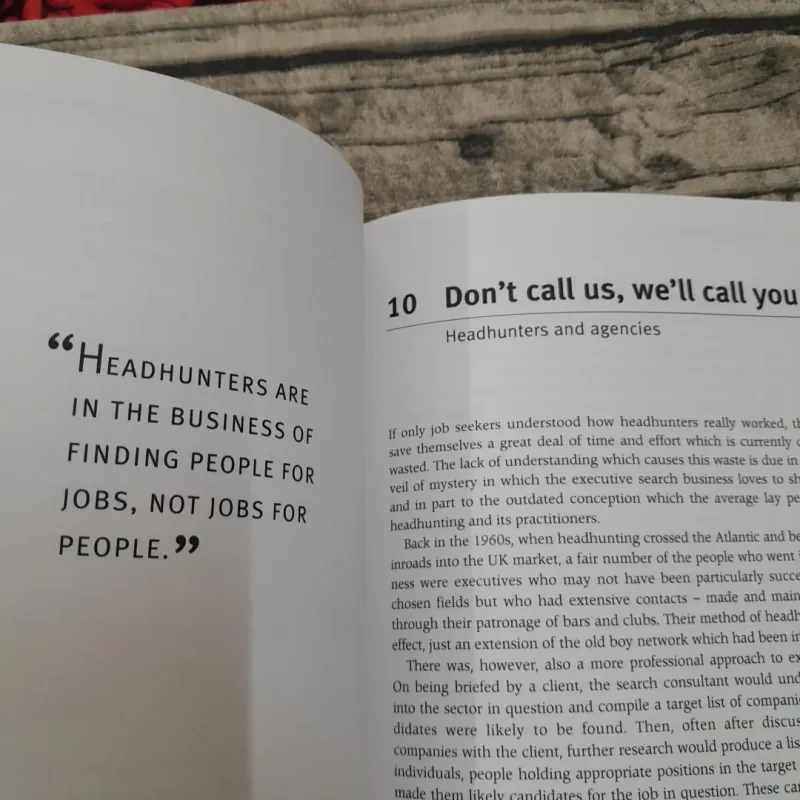 “HEADHUNTERS ARE
IN THE BUSINESS OF
FINDING PEOPLE FOR
JOBS, NOT JOBS FOR
PEOPLE.”
10 Don't call us, we'll call you
Headhunters and agencies
If only job seekers understood how headhunters really worked,
save themselves a great deal of time and effort which is currently
wasted. The lack of understanding which causes this waste is due in
veil of mystery in which the executive search business loves to
and in part to the outdated conception which the average lay
headhunting and its practitioners.
Back in the 1960s, when headhunting crossed the Atlantic and
inroads into the UK market, a fair number of the people who went
ness were executives who may not have been particularly
chosen fields but who had extensive contacts – made and
through their patronage of bars and clubs. Their method of
effect, just an extension of the old boy network which had been
There was, however, also a more professional approach to
On being briefed by a client, the search consultant would
into the sector in question and compile a target list of
didates were likely to be found. Then, often after
companies with the client, further research would produce a
individuals, people holding appropriate positions in the target
made them likely candidates for the job in question. These